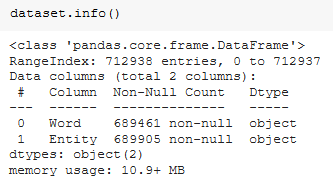 dataset.info()
<class 'pandas.core.frame.DataFrame'>
RangeIndex: 712938 entries, 0 to 712937
Data columns (total 2 columns):
 #   Column  Non-Null Count   Dtype
---  ------  --------------   -----
 0   Word    689461 non-null  object
 1   Entity  689905 non-null  object
dtypes: object(2)
memory usage: 10.9+ MB